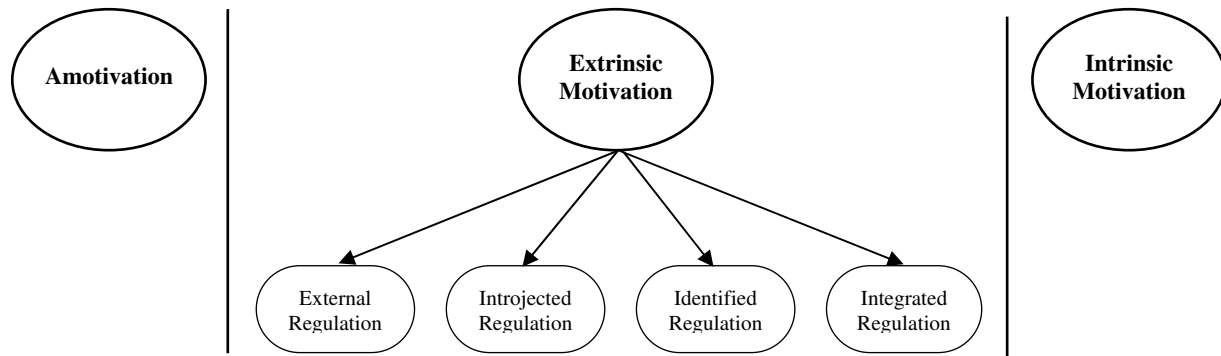 Amotivation
Extrinsic
Motivation
Intrinsic
Motivation
External
Regulation
Introjected
Regulation
Identified
Regulation
Integrated
Regulation